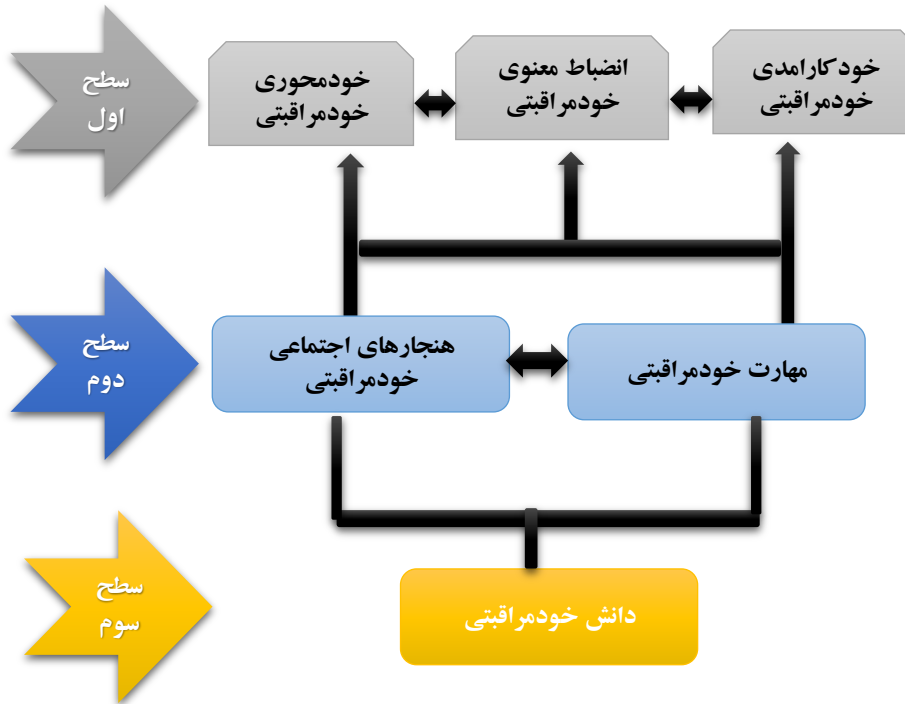 سطح
اول
خودکارامدی
خودمراقبتی
انضباط معنوی
خودمراقبتی
خودمحوری
خودمراقبتی
سطح
دوم
مهارت خودمراقبتی
هنجارهای اجتماعی
خودمراقبتی
سطح
سوم
دانش خودمراقبتی